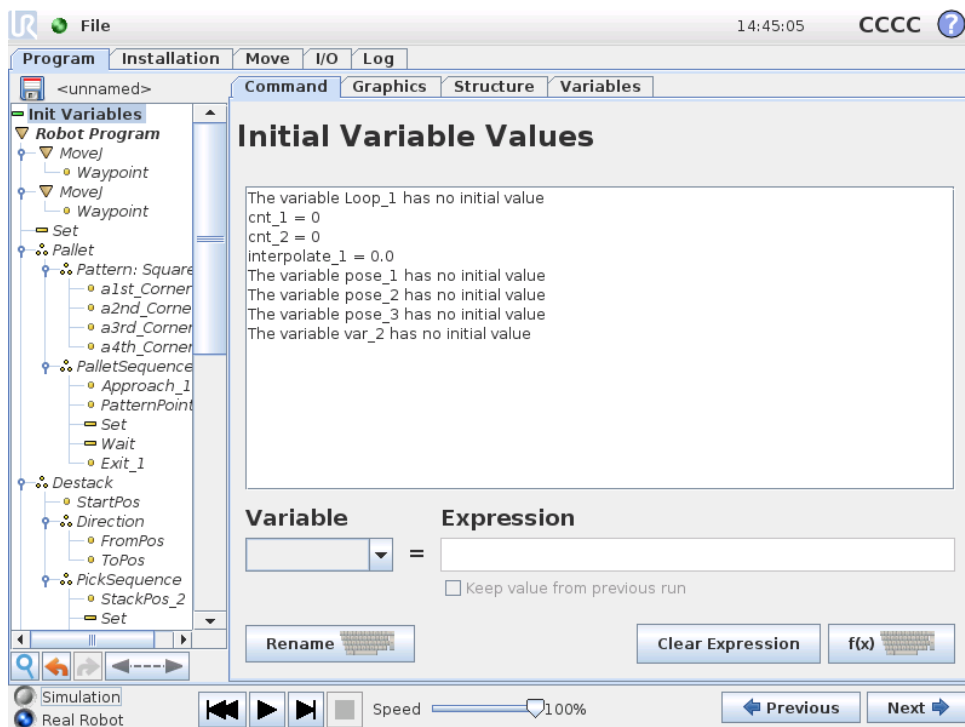 UR File 14:45:05 CCCC ?
Program Installation Move I/O Log
<unnamed> Command Graphics Structure Variables
Init Variables
Robot Program
MoveJ
Waypoint
MoveJ
Waypoint
Set
Pallet
Pattern: Square
a1st_Corner
a2nd_Corne
a3rd_Corner
a4th_Corner
PalletSequence
Approach_1
PatternPoint
Set
Wait
Exit_1
Destack
StartPos
Direction
FromPos
ToPos
PickSequence
StackPos_2
Set
Initial Variable Values
The variable Loop_1 has no initial value
cnt_1 = 0
cnt_2 = 0
interpolate_1 = 0.0
The variable pose_1 has no initial value
The variable pose_2 has no initial value
The variable pose_3 has no initial value
The variable var_2 has no initial value
Variable Expression
=
Keep value from previous run
Rename Clear Expression f(x)
Simulation
Real Robot
Speed 100% Previous Next